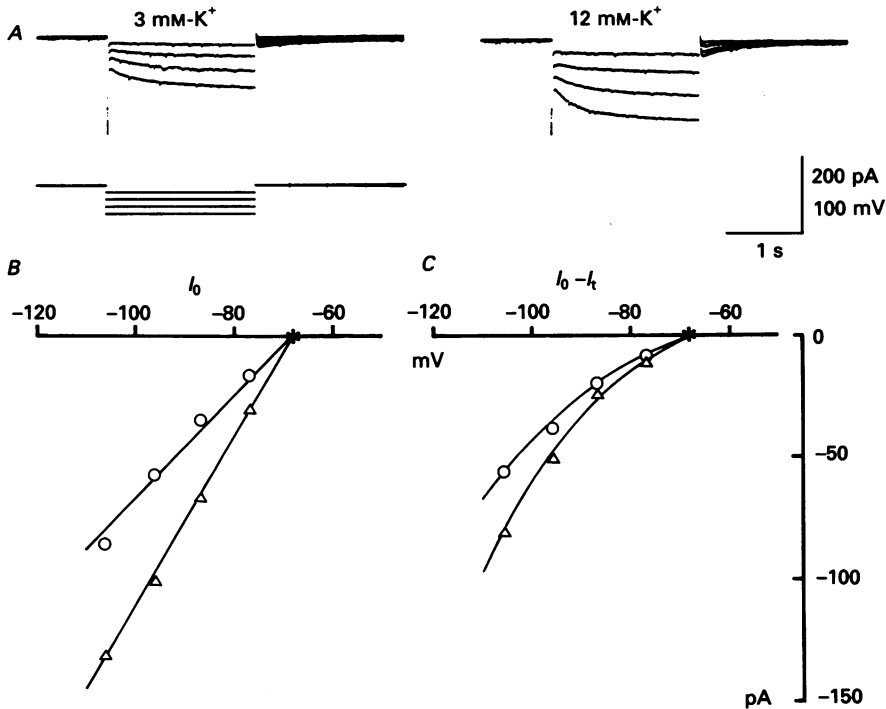 A
3 mM-K⁺
12 mM-K⁺
200 pA
100 mV
1 s
B
I₀
−120 −100 −80 −60
C
I₀ − Iₜ
−120 −100 −80 −60
mV
0
−50
−100
−150
pA